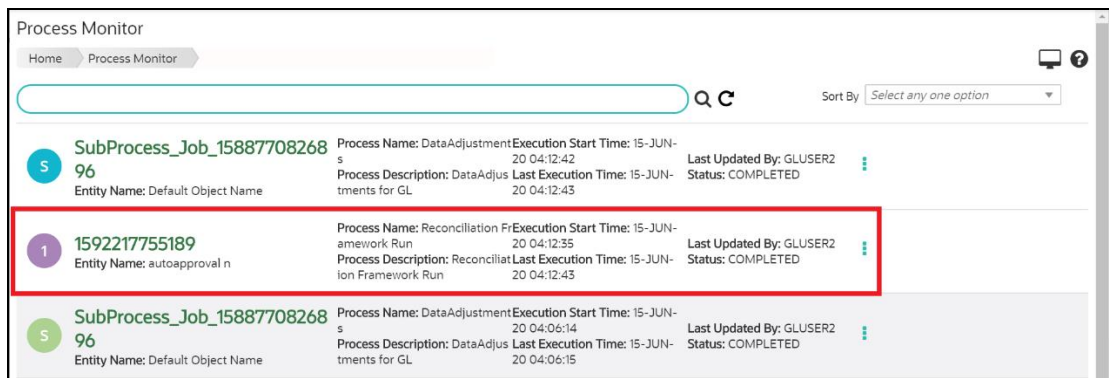 Process Monitor
Home Process Monitor
Sort By Select any one option
S
SubProcess_Job_15887708268
96
Entity Name: Default Object Name
Process Name: DataAdjustment
s
Process Description: DataAdjus
tments for GL
Execution Start Time: 15-JUN-
20 04:12:42
Last Execution Time: 15-JUN-
20 04:12:43
Last Updated By: GLUSER2
Status: COMPLETED
1
1592217755189
Entity Name: autoapproval n
Process Name: Reconciliation Fr
amework Run
Process Description: Reconciliat
ion Framework Run
Execution Start Time: 15-JUN-
20 04:12:35
Last Execution Time: 15-JUN-
20 04:12:43
Last Updated By: GLUSER2
Status: COMPLETED
S
SubProcess_Job_15887708268
96
Entity Name: Default Object Name
Process Name: DataAdjustment
s
Process Description: DataAdjus
tments for GL
Execution Start Time: 15-JUN-
20 04:06:14
Last Execution Time: 15-JUN-
20 04:06:15
Last Updated By: GLUSER2
Status: COMPLETED